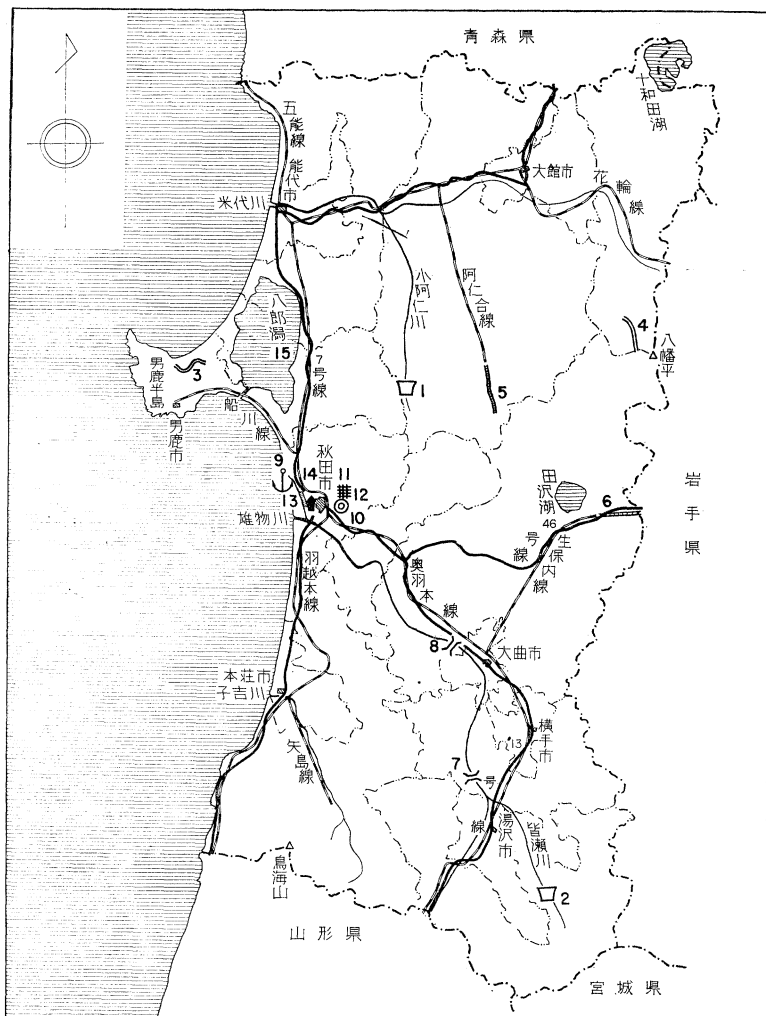 青森県
十和田湖
五能線
能代市
米代川
大館市
花輪線
小阿仁川
阿仁合線
八郎潟
15
7号線
4
八幡平
男鹿半島
3
男鹿市
船川線
1
5
秋田市
9
14
11
12
13
10
雄物川
田沢湖
6
岩手県
46号線
生保内線
羽越本線
奥羽本線
8
大曲市
本荘市
子吉川
矢島線
横手市
13号線
7
湯沢市
皆瀬川
2
鳥海山
山形県
宮城県